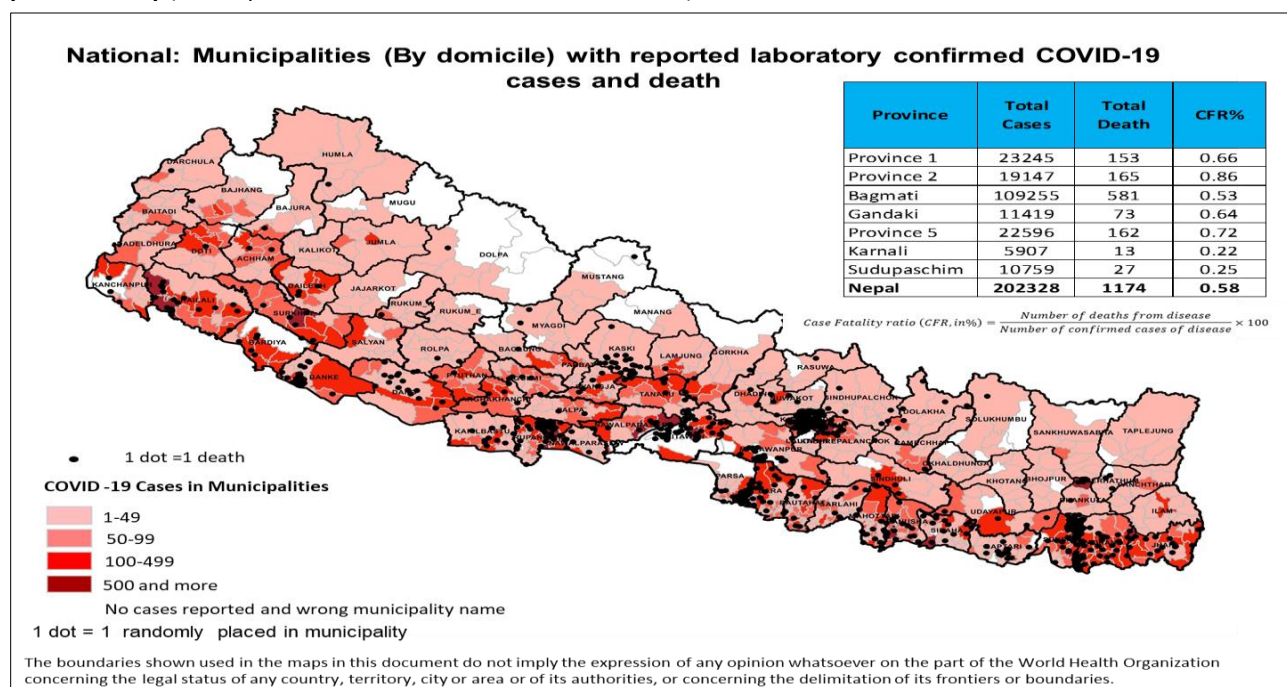 National: Municipalities (By domicile) with reported laboratory confirmed COVID-19
cases and death
Province Total Cases Total Death CFR%
Province 1 23245 153 0.66
Province 2 19147 165 0.86
Bagmati 109255 581 0.53
Gandaki 11419 73 0.64
Province 5 22596 162 0.72
Karnali 5907 13 0.22
Sudupaschim 10759 27 0.25
Nepal 202328 1174 0.58
Case Fatality ratio (CFR, in%) = Number of deaths from disease / Number of confirmed cases of disease × 100
HUMLA
DARCHULA
BAJHANG
MUGU
BAJURA
BAITADI
JUMLA
DOTI
KALIKOT
DOLPA
ACHHAM
MUSTANG
KANCHANPUR
JAJARKOT
MANANG
RUKUM_E
SALYAN
MYAGDI
ROLPA
KASKI
LAMJUNG
GORKHA
BARDIYA
RASUWA
BANKE
SINDHUPALCHON
TANAHU
DOLAKHA
SOLUKHUMBU
SANKHUWASABHA
TAPLEJUNG
PALPA
OKHALDHUNGA
KHOTANG
BHOJPUR
PARSA
SINDHULI
ILAM
UDAYAPUR
1 dot =1 death
COVID -19 Cases in Municipalities
1-49
50-99
100-499
500 and more
No cases reported and wrong municipality name
1 dot = 1 randomly placed in municipality
The boundaries shown used in the maps in this document do not imply the expression of any opinion whatsoever on the part of the World Health Organization
concerning the legal status of any country, territory, city or area or of its authorities, or concerning the delimitation of its frontiers or boundaries.